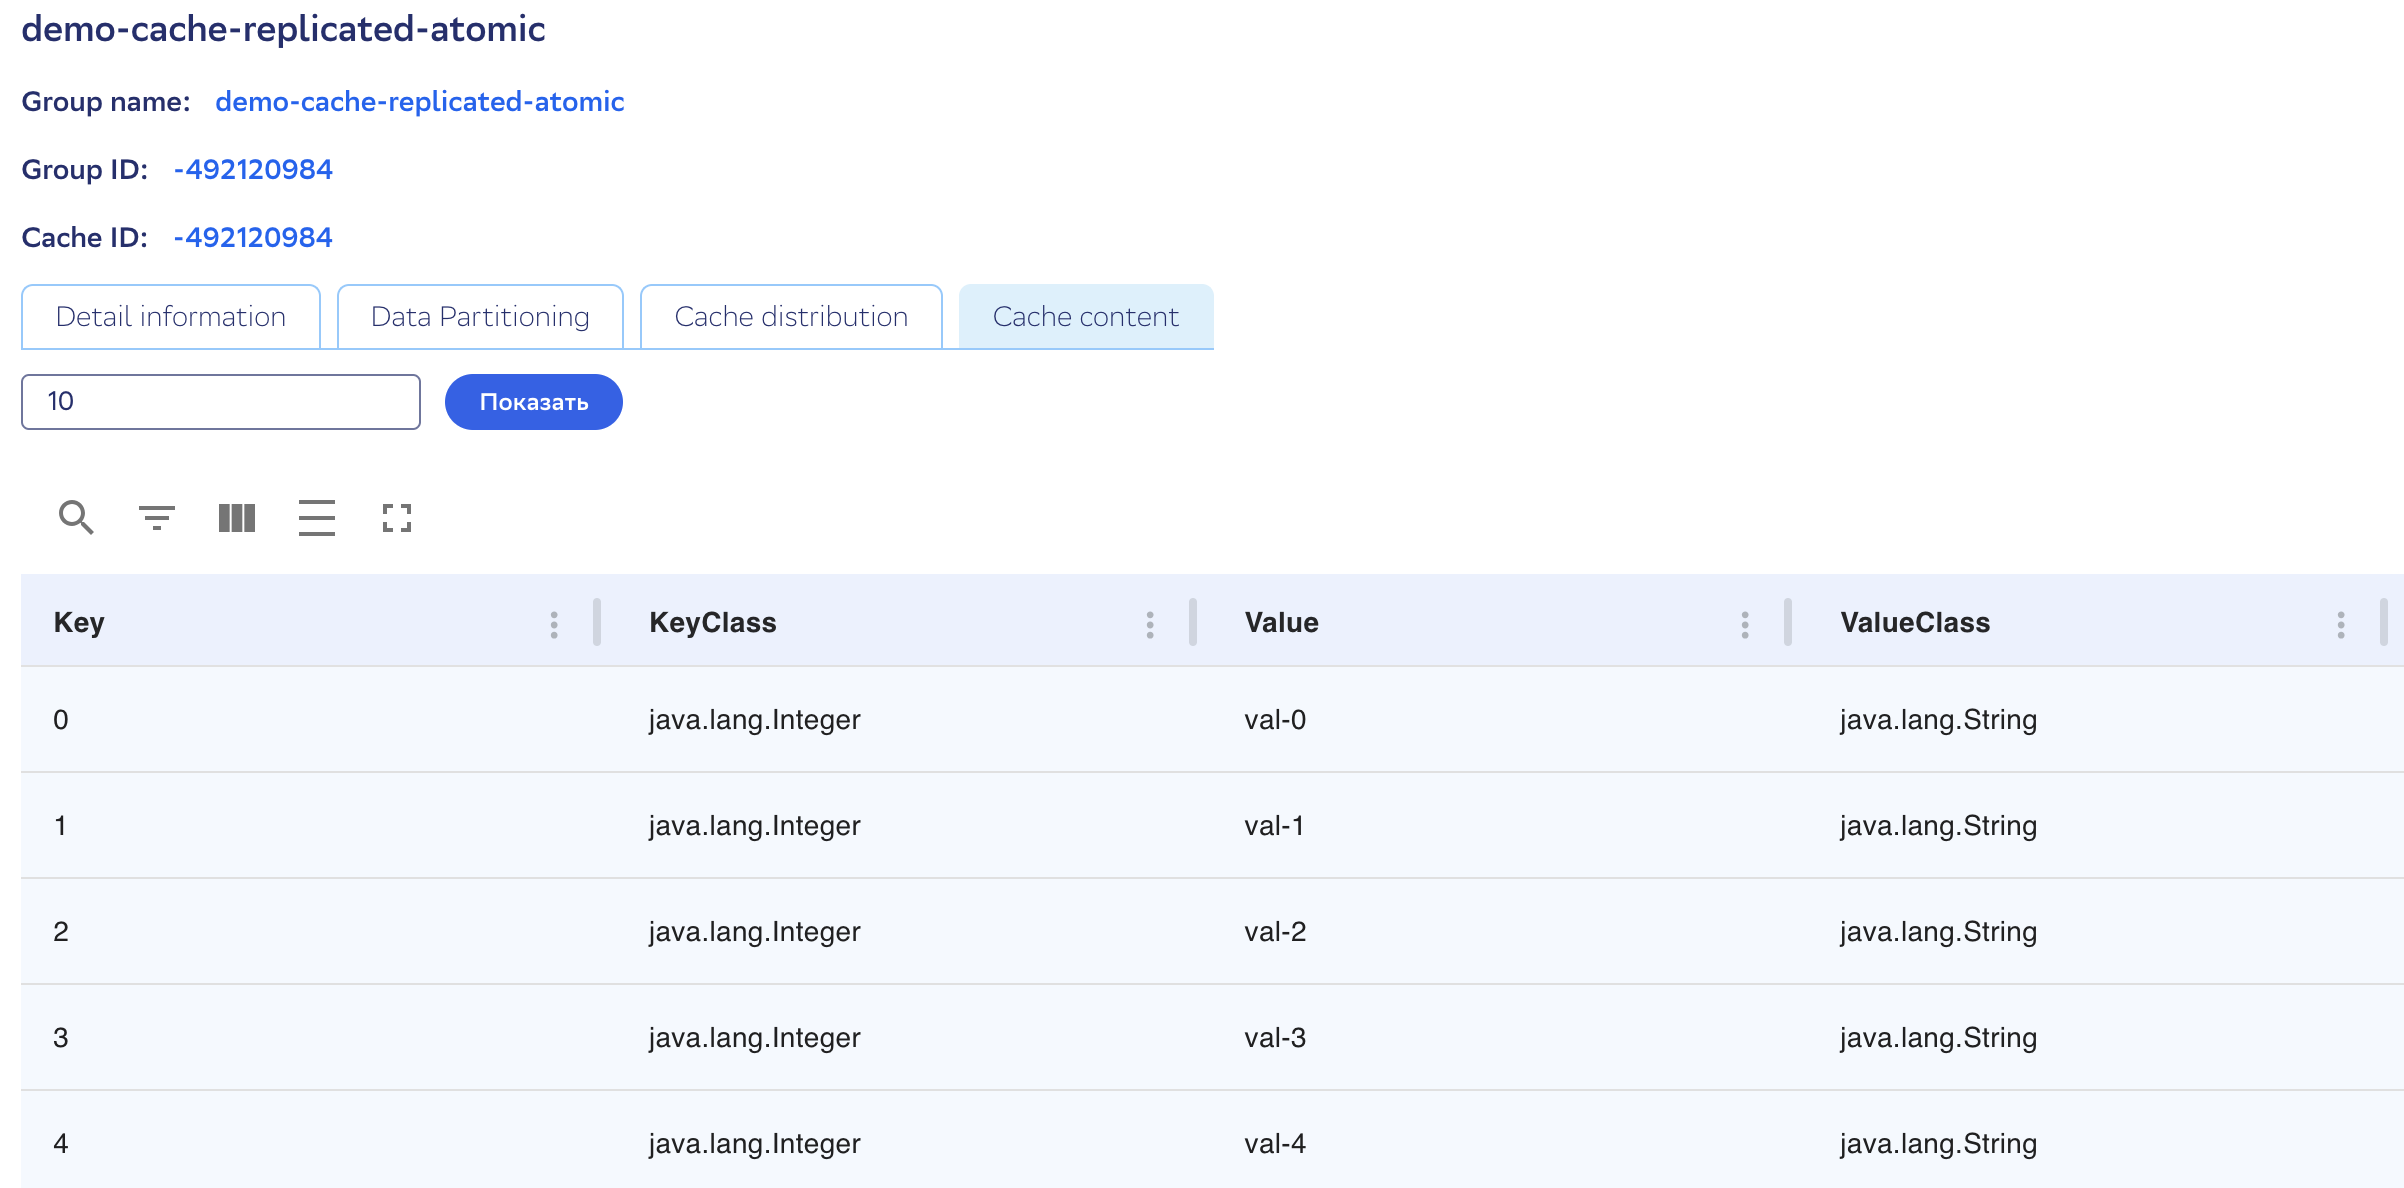 demo-cache-replicated-atomic
Group name: demo-cache-replicated-atomic
Group ID: -492120984
Cache ID: -492120984
Detail information Data Partitioning Cache distribution Cache content
10 Показать
Key KeyClass Value ValueClass
0 java.lang.Integer val-0 java.lang.String
1 java.lang.Integer val-1 java.lang.String
2 java.lang.Integer val-2 java.lang.String
3 java.lang.Integer val-3 java.lang.String
4 java.lang.Integer val-4 java.lang.String